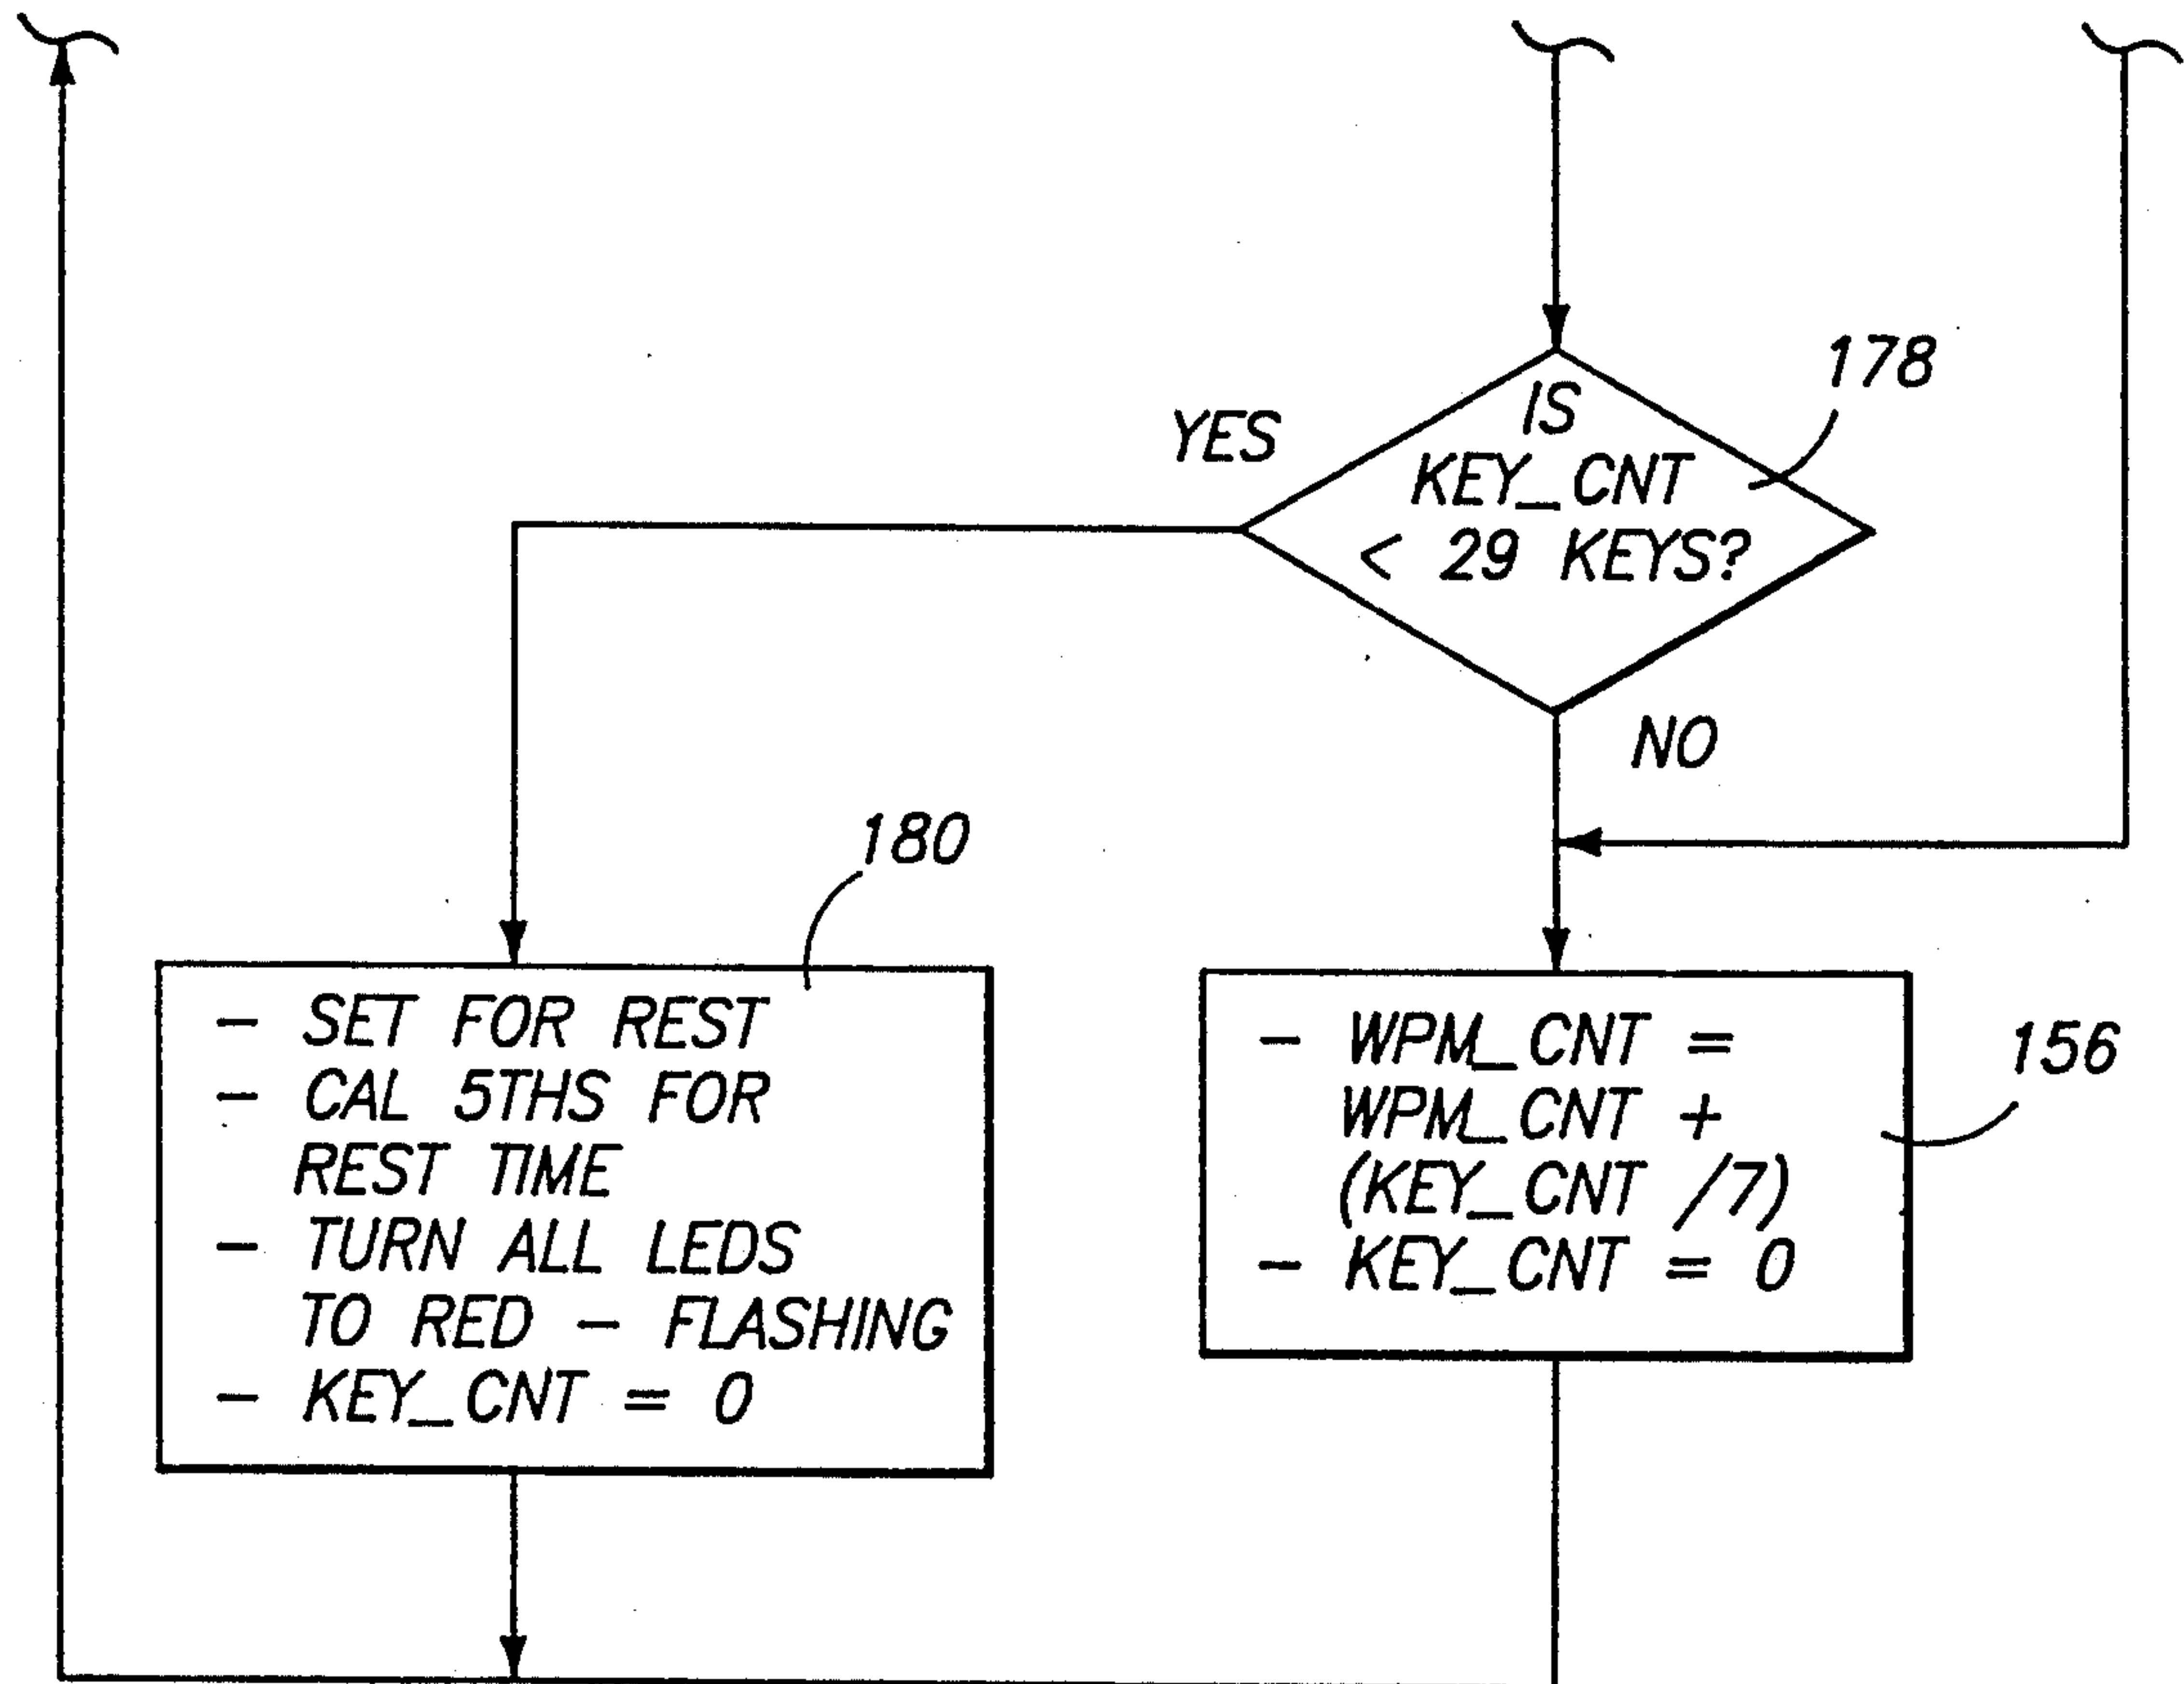 178
IS
KEY_CNT
< 29 KEYS?
YES
NO
180
- SET FOR REST
- CAL 5THS FOR
REST TIME
- TURN ALL LEDS
TO RED - FLASHING
- KEY_CNT = 0
156
- WPM_CNT =
WPM_CNT +
(KEY_CNT /7)
- KEY_CNT = 0